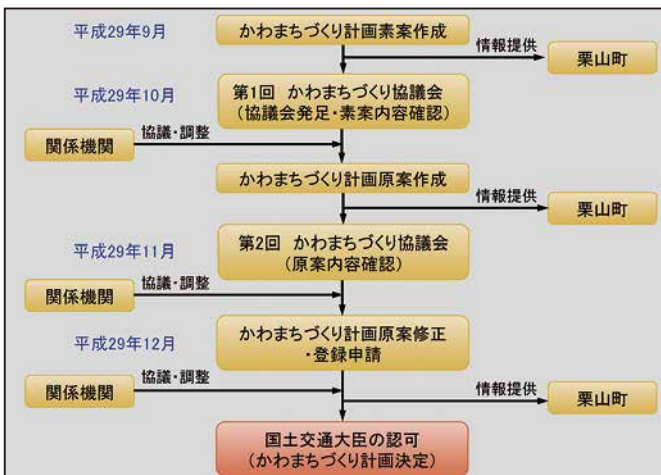 平成29年9月
かわまちづくり計画素案作成
情報提供
栗山町
平成29年10月
第1回 かわまちづくり協議会
(協議会発足・素案内容確認)
関係機関
協議・調整
かわまちづくり計画原案作成
情報提供
栗山町
平成29年11月
第2回 かわまちづくり協議会
(原案内容確認)
関係機関
協議・調整
平成29年12月
かわまちづくり計画原案修正
・登録申請
関係機関
協議・調整
情報提供
栗山町
国土交通大臣の認可
(かわまちづくり計画決定)